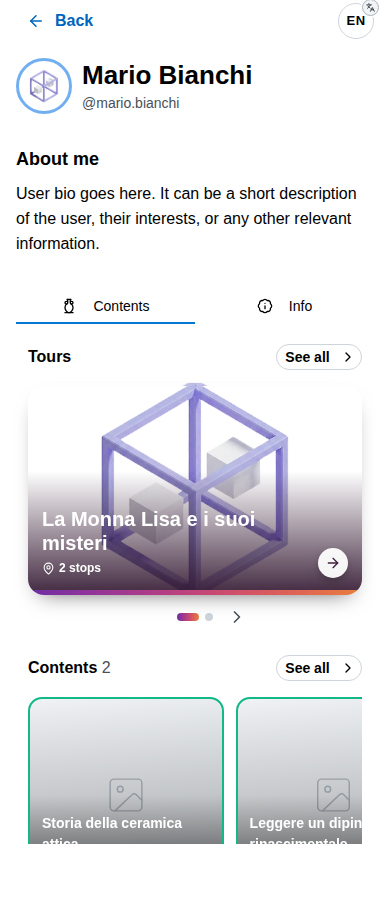 Back
EN
Mario Bianchi
@mario.bianchi
About me
User bio goes here. It can be a short description
of the user, their interests, or any other relevant
information.
Contents
Info
Tours
See all
La Monna Lisa e i suoi
misteri
2 stops
Contents 2
See all
Storia della ceramica
attica
Leggere un dipin
rinascimentale